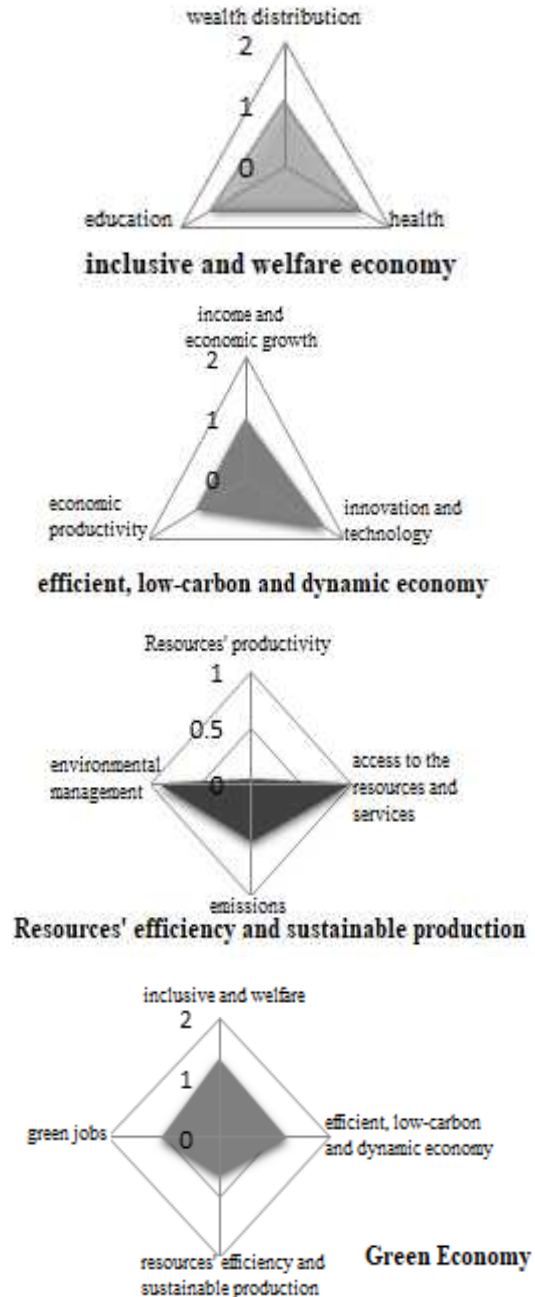 wealth distribution
2
1
0
education
health
inclusive and welfare economy
income and
economic growth
2
1
0
economic
productivity
innovation and
technology
efficient, low-carbon and dynamic economy
Resources' productivity
1
0.5
0
environmental
management
access to the
resources and
services
emissions
Resources' efficiency and sustainable production
inclusive and welfare
2
1
0
green jobs
efficient, low-carbon
and dynamic economy
resources' efficiency and
sustainable production
Green Economy